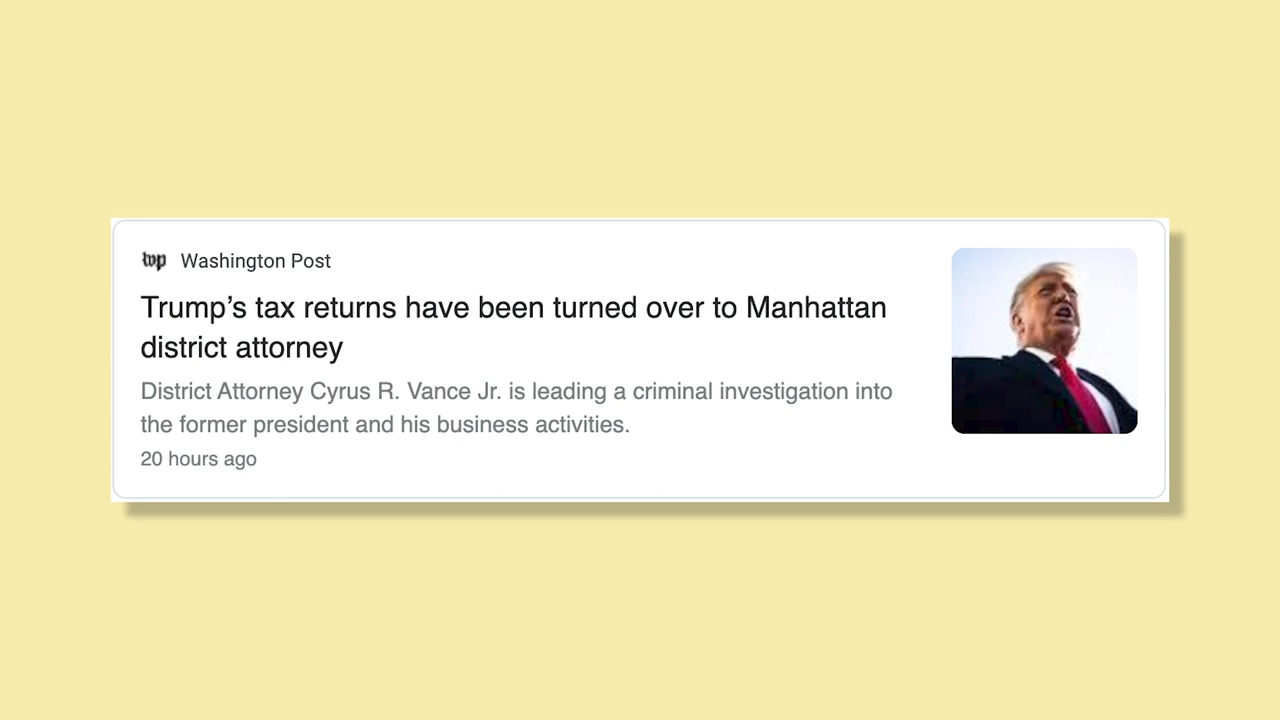 wp Washington Post
Trump’s tax returns have been turned over to Manhattan
district attorney
District Attorney Cyrus R. Vance Jr. is leading a criminal investigation into
the former president and his business activities.
20 hours ago